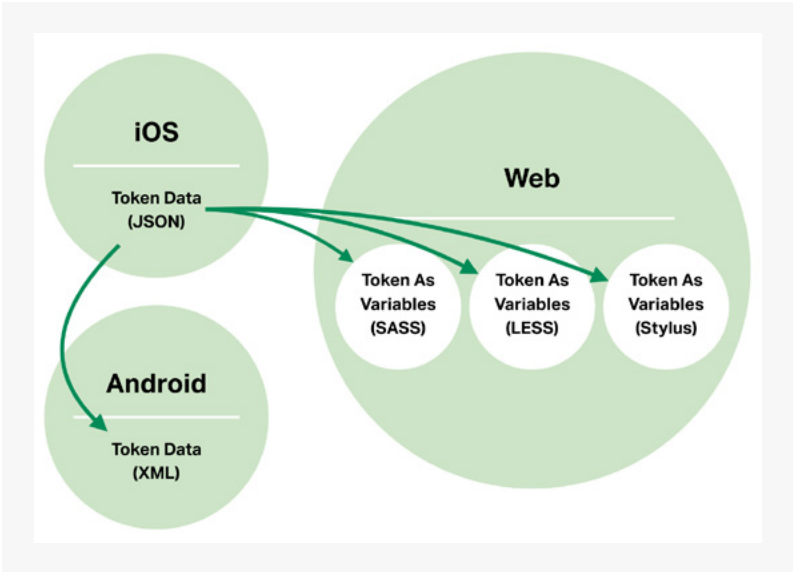 iOS
Token Data
(JSON)
Web
Token As
Variables
(SASS)
Token As
Variables
(LESS)
Token As
Variables
(Stylus)
Android
Token Data
(XML)